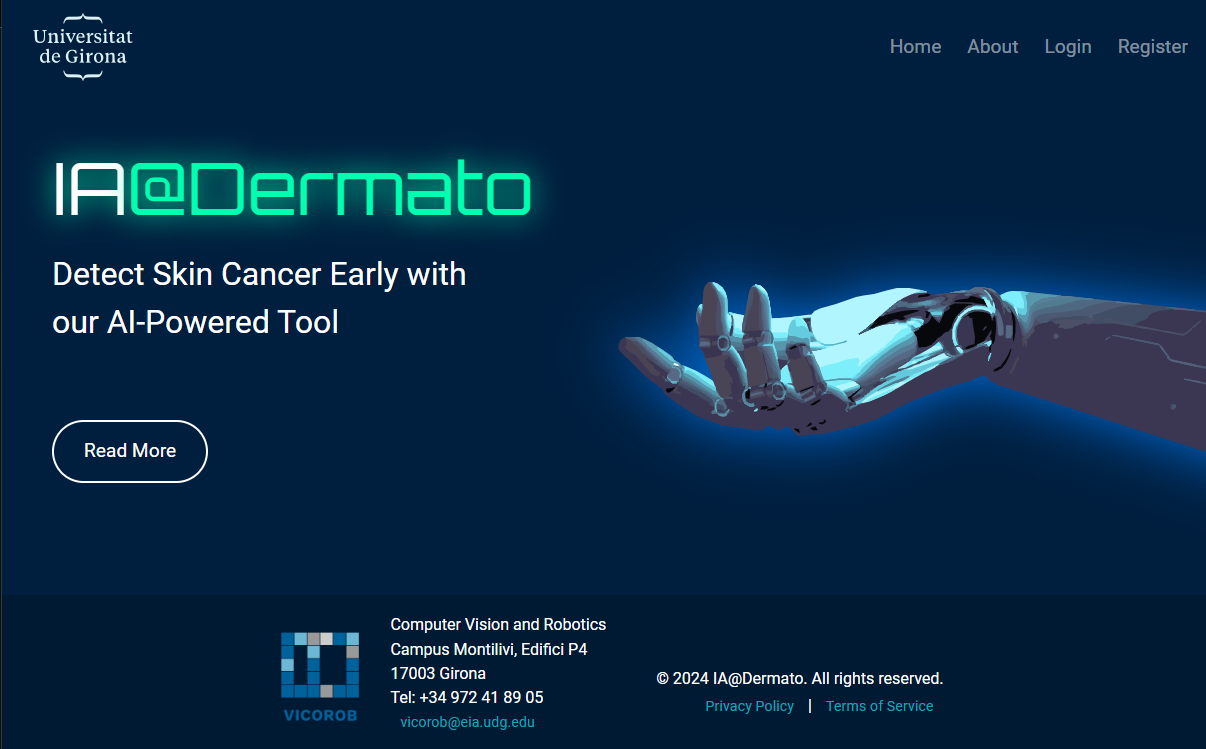 Universitat
de Girona
Home About Login Register
IA@Dermato
Detect Skin Cancer Early with
our AI-Powered Tool
Read More
VICOROB
Computer Vision and Robotics
Campus Montilivi, Edifici P4
17003 Girona
Tel: +34 972 41 89 05
vicorob@eia.udg.edu
© 2024 IA@Dermato. All rights reserved.
Privacy Policy | Terms of Service